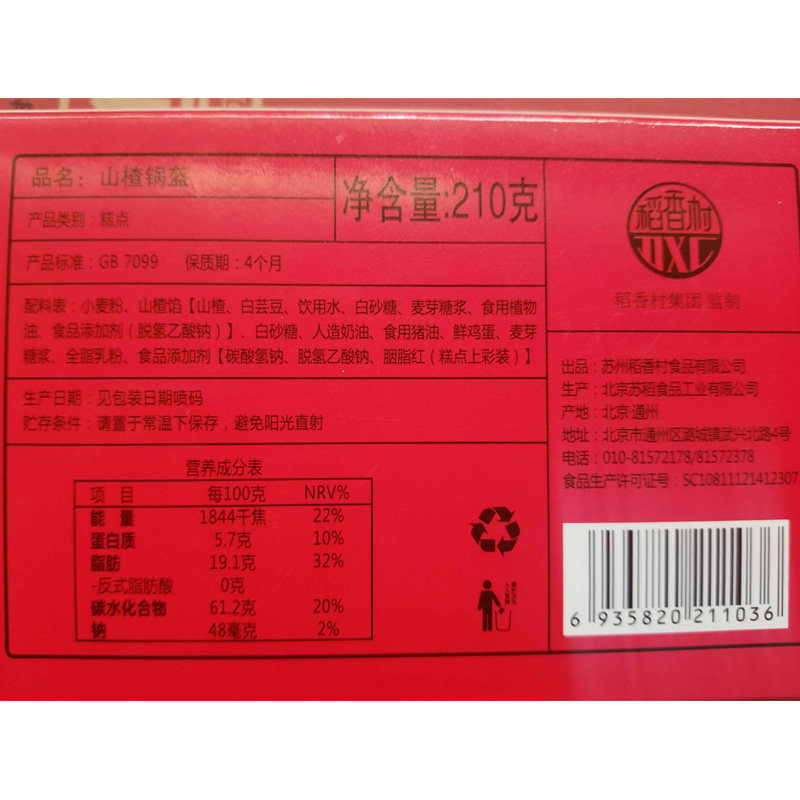 品名：山楂锅盔
净含量:210克
产品类别：糕点
产品标准：GB 7099 保质期：4个月
配料表：小麦粉、山楂馅【山楂、白芸豆、饮用水、白砂糖、麦芽糖浆、食用植物
油、食品添加剂（脱氢乙酸钠）】、白砂糖、人造奶油、食用猪油、鲜鸡蛋、麦芽
糖浆、全脂乳粉、食品添加剂【碳酸氢钠、脱氢乙酸钠、胭脂红（糕点上彩装）】
生产日期：见包装日期喷码
贮存条件：请置于常温下保存，避免阳光直射
营养成分表
项 目 每100克 NRV%
能 量 1844千焦 22%
蛋白质 5.7克 10%
脂肪 19.1克 32%
-反式脂肪酸 0克
碳水化合物 61.2克 20%
钠 48毫克 2%
稻香村
DXC
稻香村集团 监制
出品：苏州稻香村食品有限公司
生产：北京苏稻食品工业有限公司
产地：北京·通州
地址：北京市通州区潞城镇武兴北路4号
电话：010-81572178/81572378
食品生产许可证号：SC10811121412307
6 935820 211036